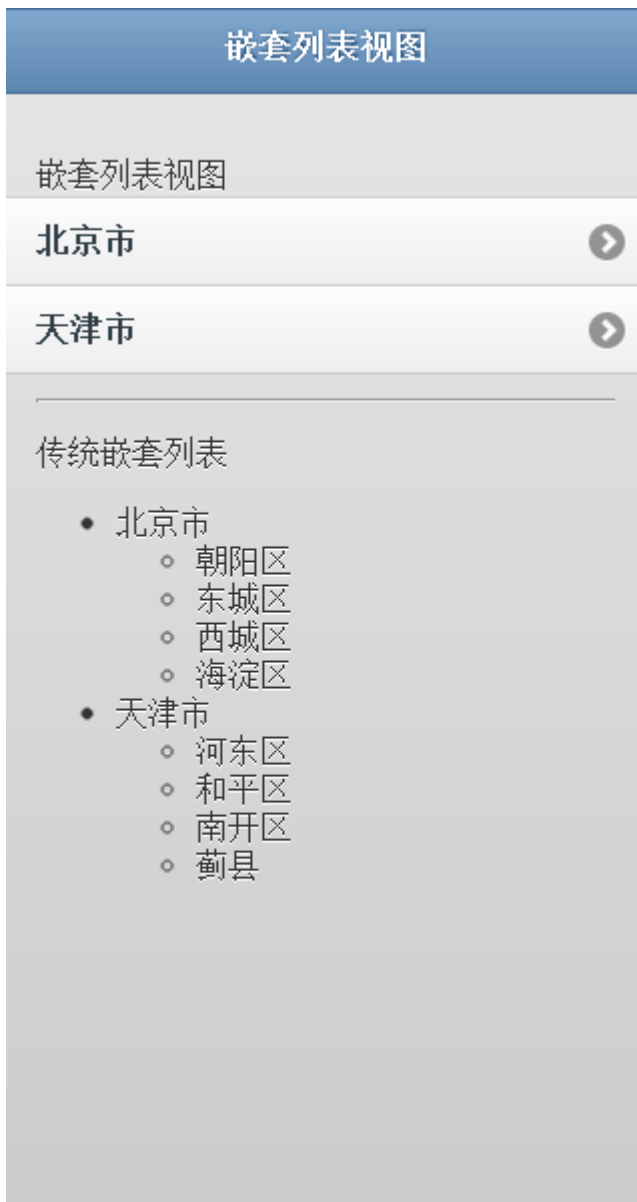 嵌套列表视图
嵌套列表视图
北京市
天津市
传统嵌套列表
北京市
朝阳区
东城区
西城区
海淀区
天津市
河东区
和平区
南开区
蓟县